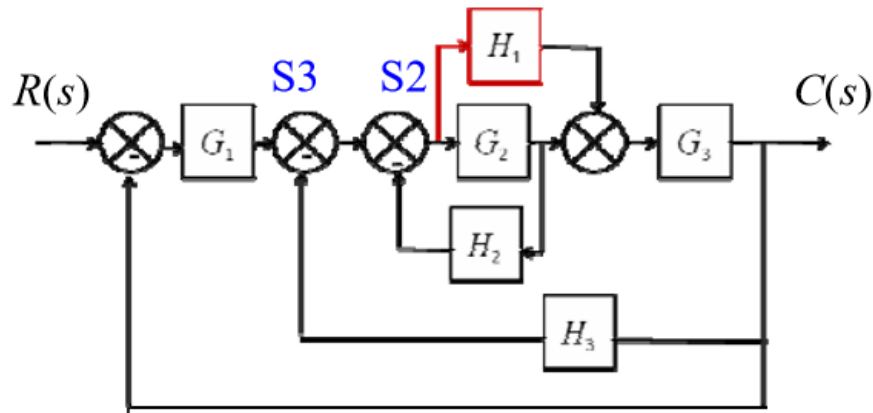 H₁
S3 S2
R(s) C(s)
- G₁ - - G₂ G₃
H₂
H₃